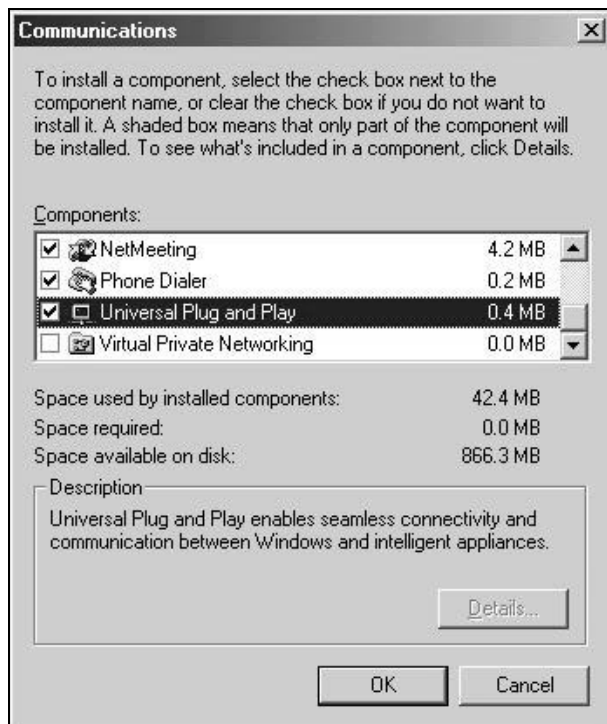 Communications
To install a component, select the check box next to the
component name, or clear the check box if you do not want to
install it. A shaded box means that only part of the component will
be installed. To see what's included in a component, click Details.
Components:
NetMeeting 4.2 MB
Phone Dialer 0.2 MB
Universal Plug and Play 0.4 MB
Virtual Private Networking 0.0 MB
Space used by installed components: 42.4 MB
Space required: 0.0 MB
Space available on disk: 866.3 MB
Description
Universal Plug and Play enables seamless connectivity and
communication between Windows and intelligent appliances.
Details...
OK Cancel